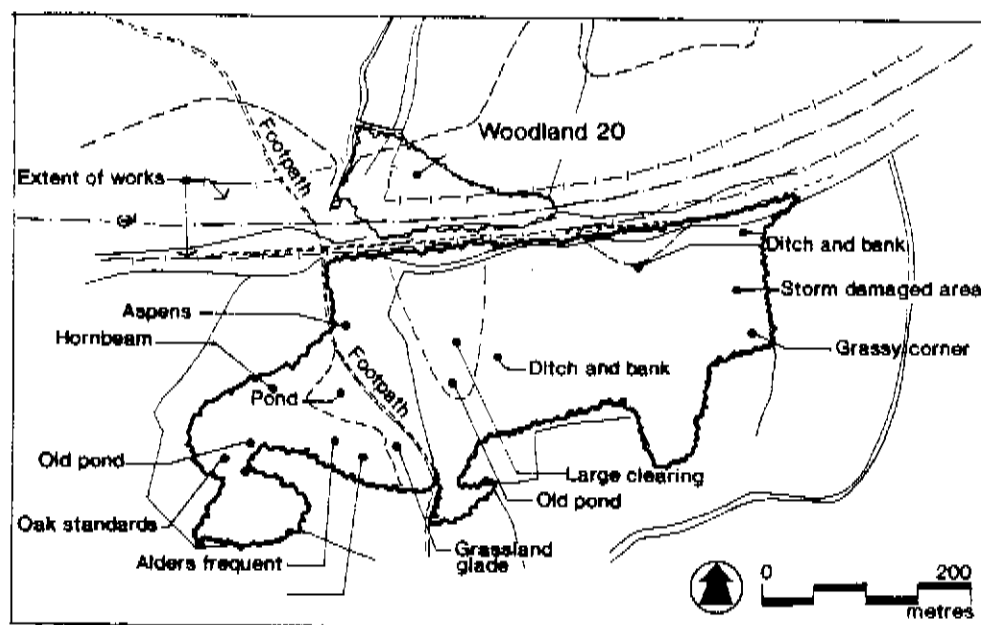 Woodland 20
Footpath
Extent of works
Ditch and bank
Storm damaged area
Aspens
Hornbeam
Grassy corner
Ditch and bank
Pond
Footpath
Old pond
Large clearing
Old pond
Oak standards
Grassland
glade
Alders frequent
0 200
metres